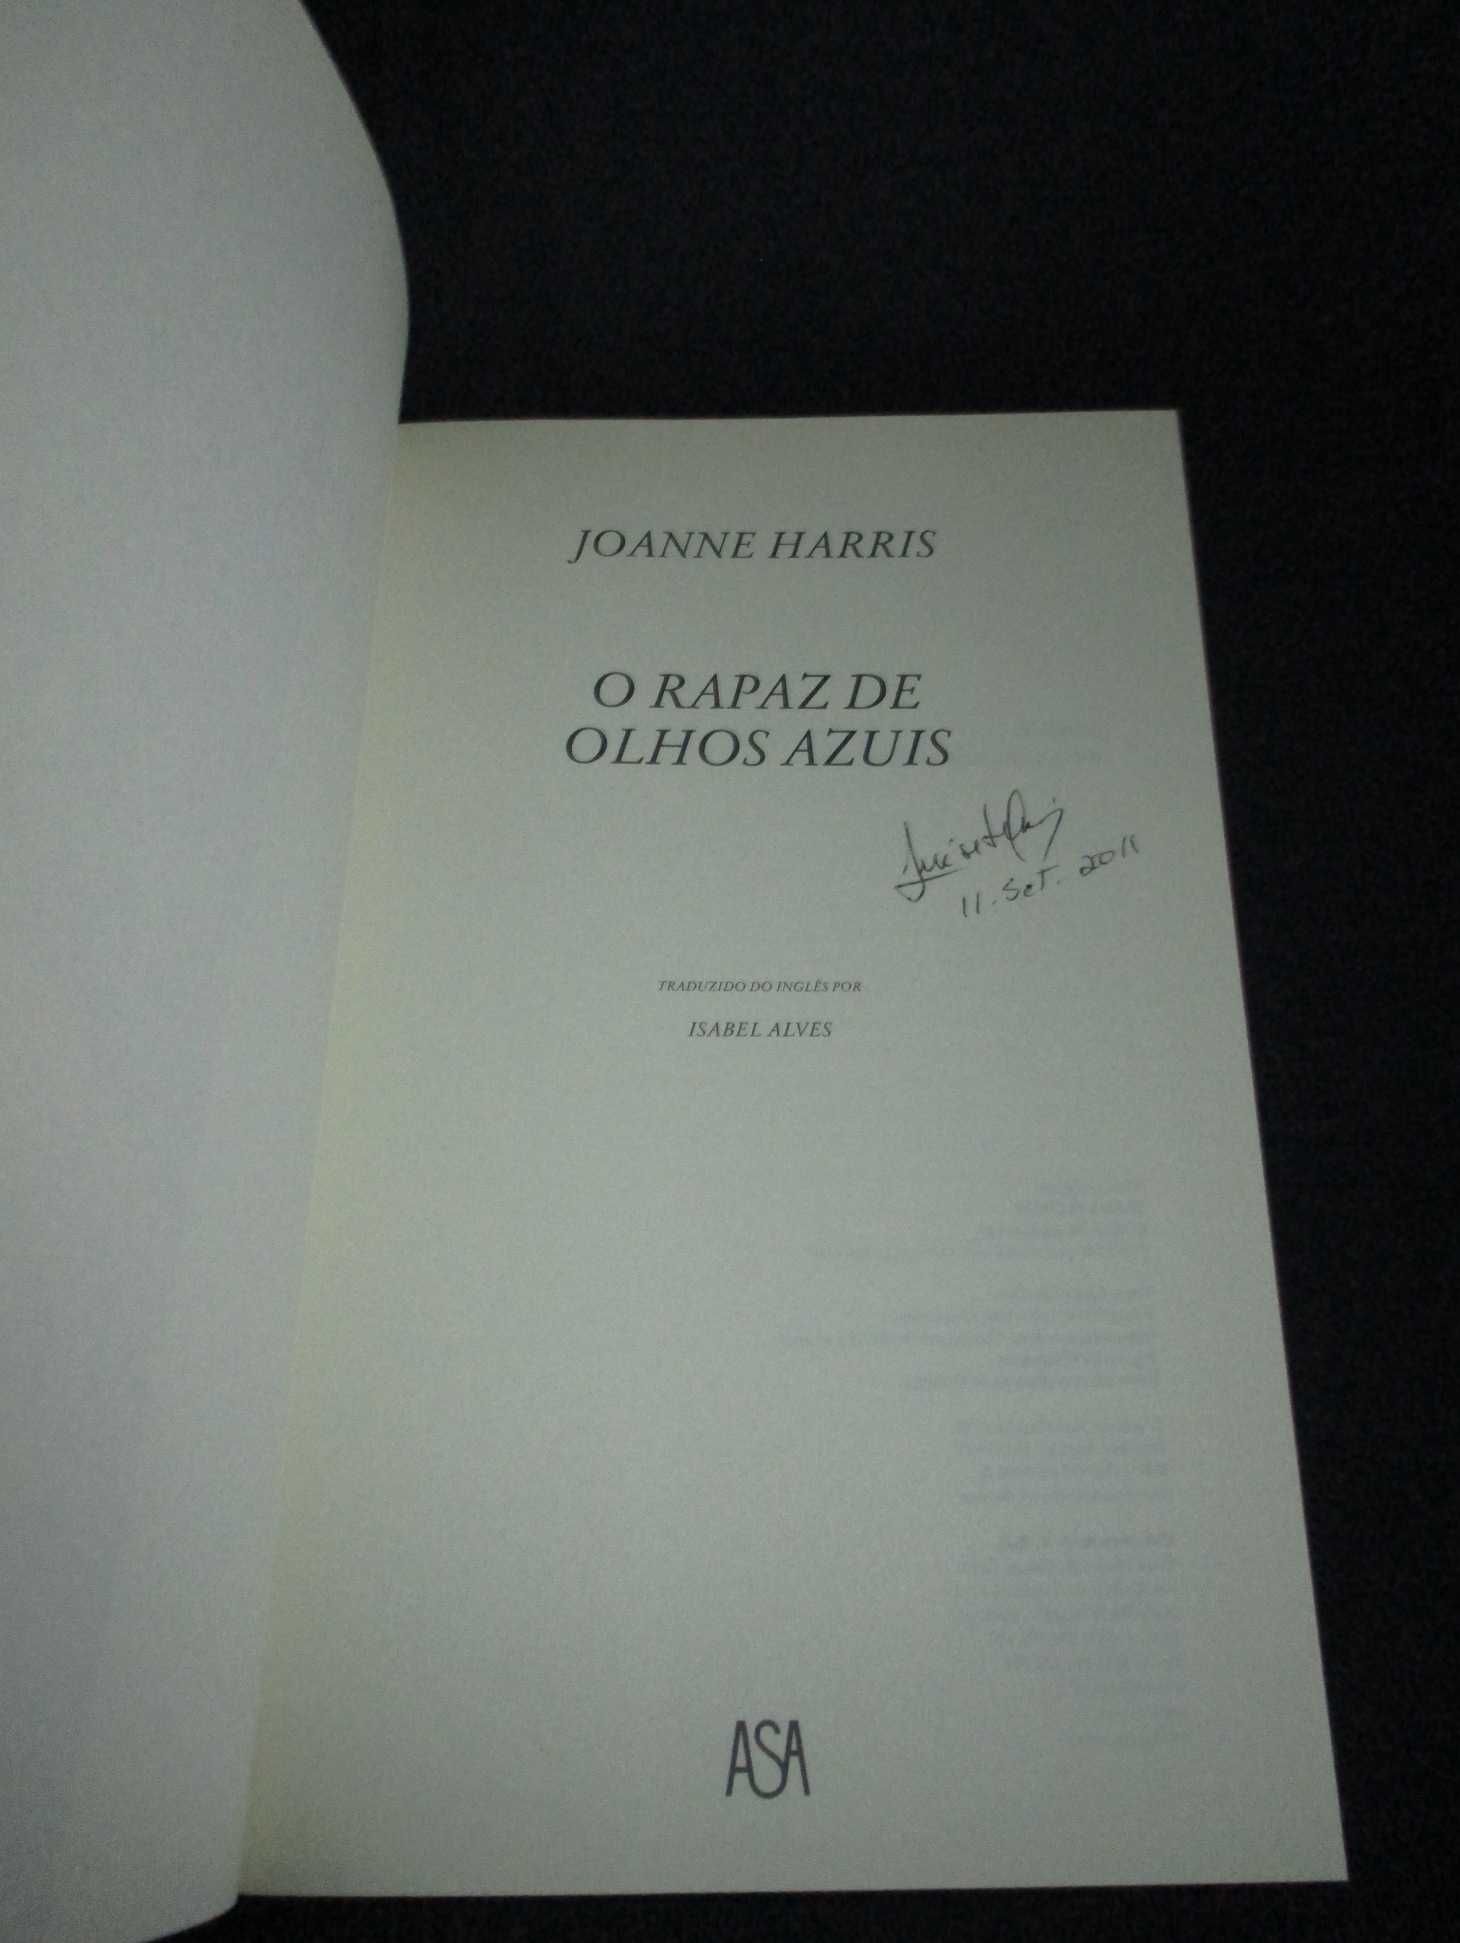 JOANNE HARRIS
O RAPAZ DE
OLHOS AZUIS
11. Set. 2011
TRADUZIDO DO INGLÊS POR
ISABEL ALVES
ASA